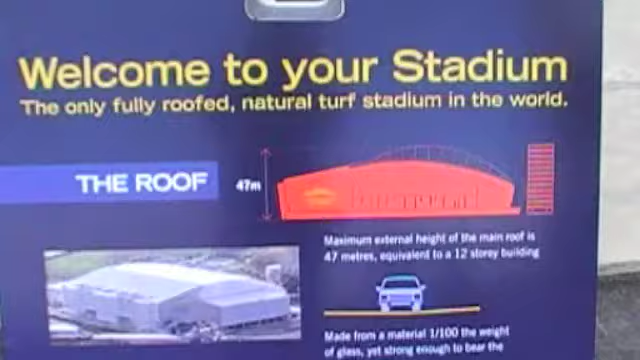 Welcome to your Stadium
The only fully roofed, natural turf stadium in the world.
THE ROOF
47m
Maximum external height of the main roof is
47 metres, equivalent to a 12 storey building
Made from a material 1/100 the weight
of glass, yet strong enough to bear the